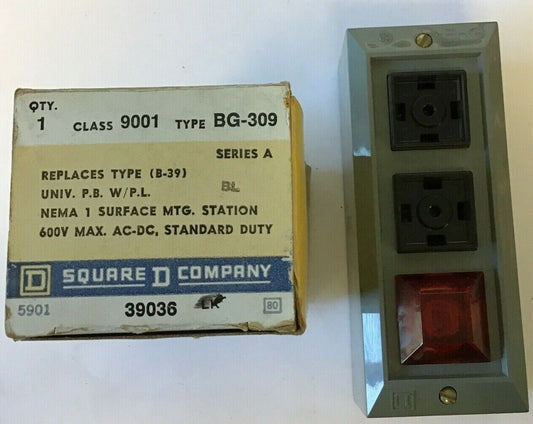 QTY.
1 CLASS 9001 TYPE BG-309
SERIES A
REPLACES TYPE (B-39)
UNIV. P.B. W/P.L. BL
NEMA 1 SURFACE MTG. STATION
600V MAX. AC-DC, STANDARD DUTY
D SQUARE D COMPANY
5901 39036 80